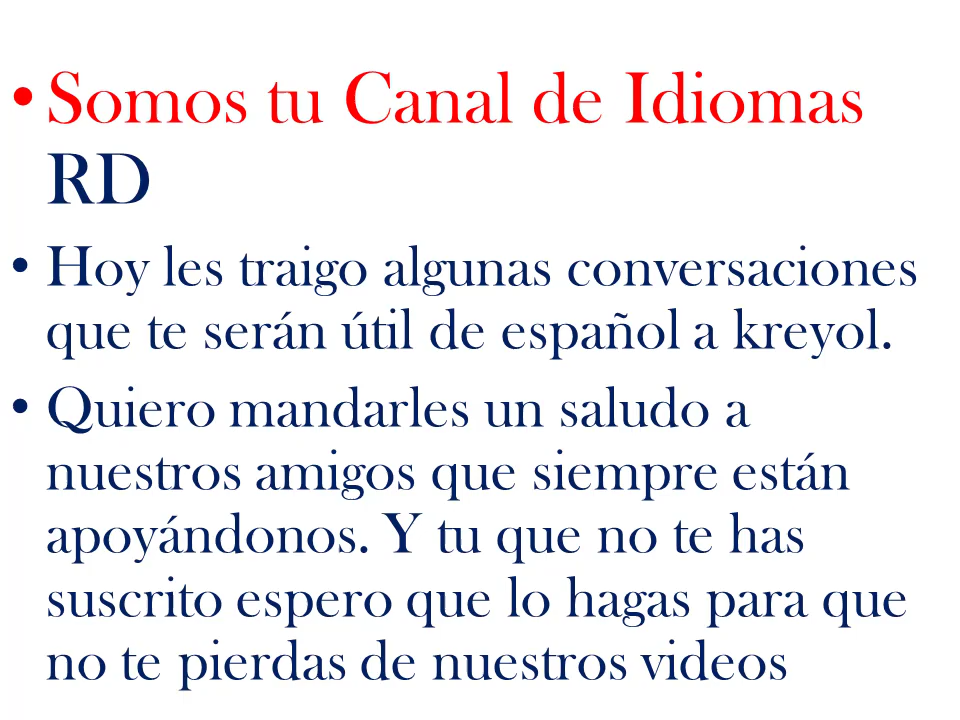 • Somos tu Canal de Idiomas
RD
• Hoy les traigo algunas conversaciones
que te serán útil de español a kreyol.
• Quiero mandarles un saludo a
nuestros amigos que siempre están
apoyándonos. Y tu que no te has
suscrito espero que lo hagas para que
no te pierdas de nuestros videos